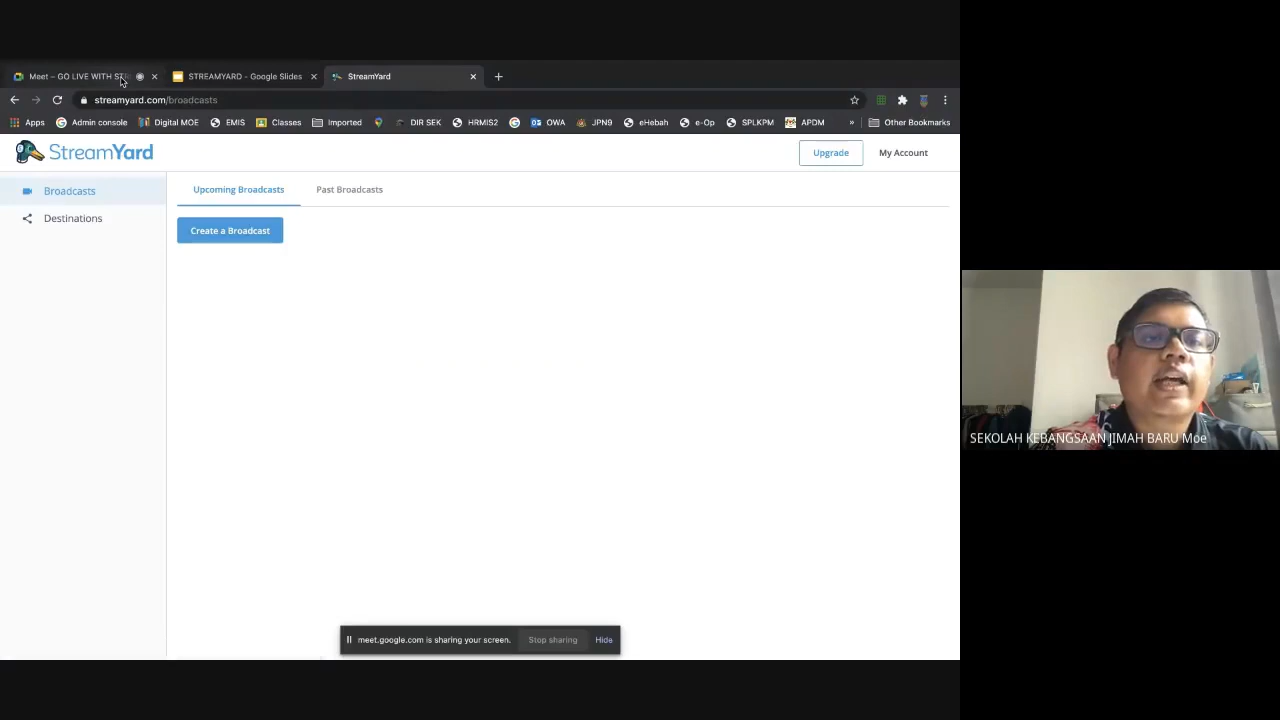 Meet – GO LIVE WITH ST
STREAMYARD - Google Slides
StreamYard
streamyard.com/broadcasts
Apps
Admin console
Digital MOE
EMIS
Classes
Imported
DIR SEK
HRMIS2
OWA
JPN9
eHebah
e-Op
SPLKPM
APDM
»
Other Bookmarks
StreamYard
Upgrade
My Account
Broadcasts
Destinations
Upcoming Broadcasts
Past Broadcasts
Create a Broadcast
SEKOLAH KEBANGSAAN JIMAH BARU Moe
meet.google.com is sharing your screen.
Stop sharing
Hide